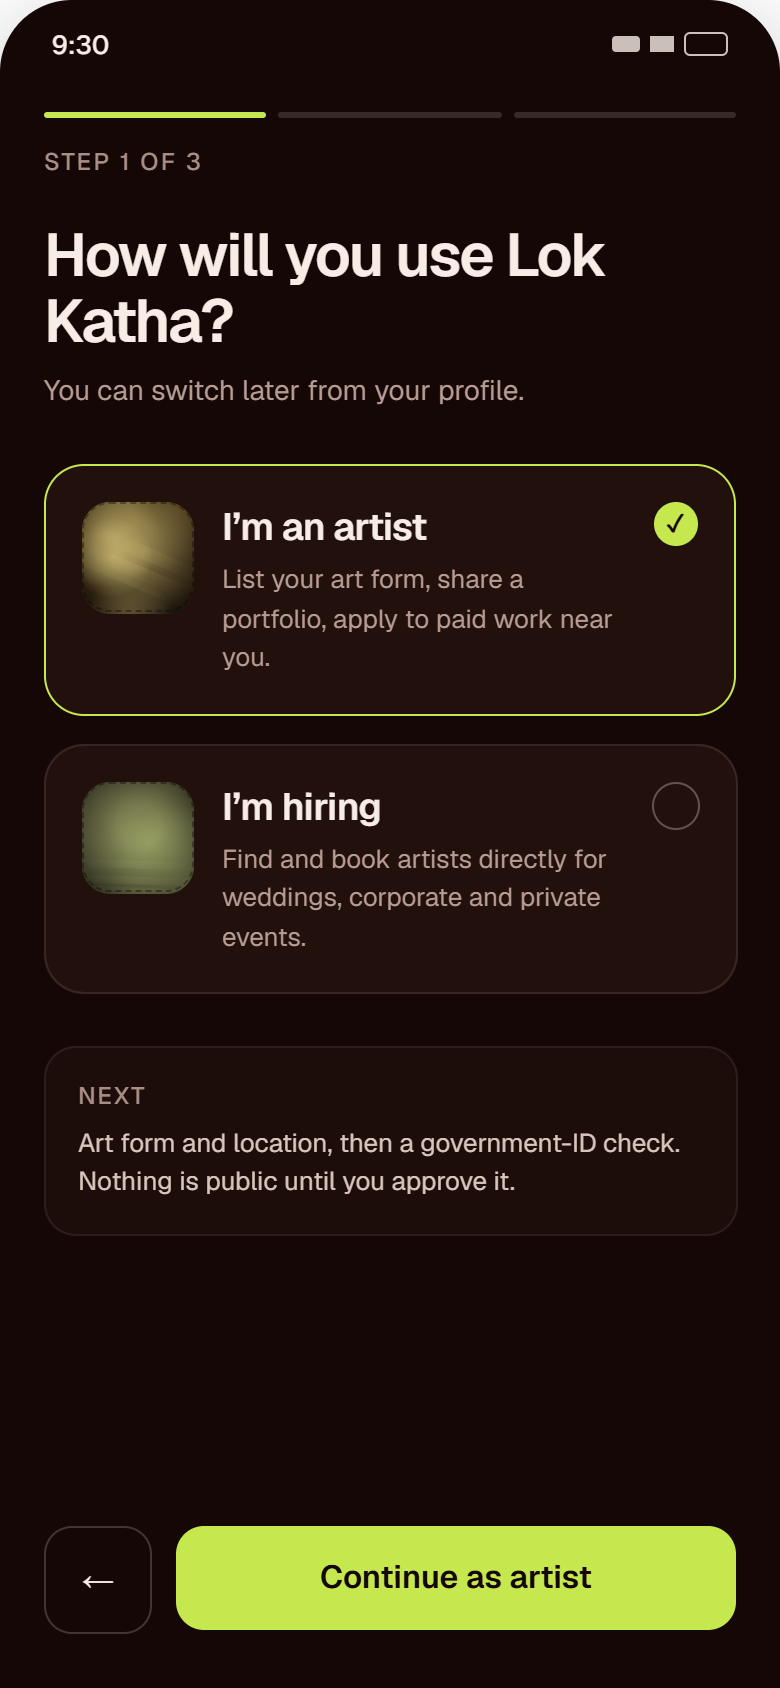 9:30
STEP 1 OF 3
How will you use Lok
Katha?
You can switch later from your profile.
I’m an artist
✓
List your art form, share a
portfolio, apply to paid work near
you.
I’m hiring
Find and book artists directly for
weddings, corporate and private
events.
NEXT
Art form and location, then a government-ID check.
Nothing is public until you approve it.
←
Continue as artist